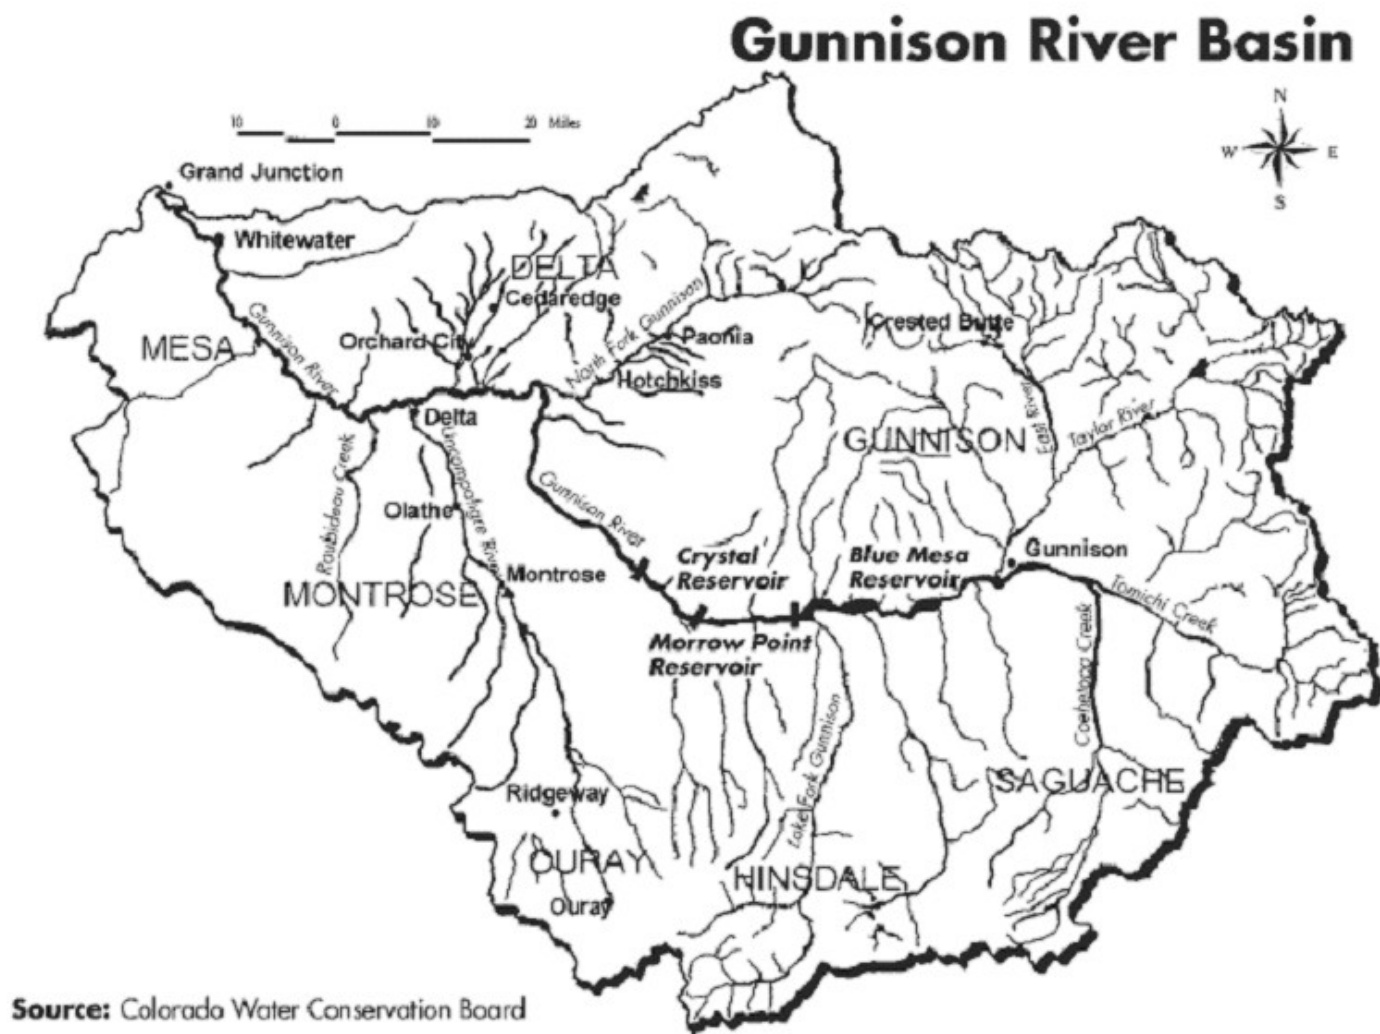 Gunnison River Basin
10 0 10 20 Miles
N
W E
S
Grand Junction
Whitewater
DELTA
Cedaredge
Gunnison River
North Fork Gunnison
MESA
Orchard City
Paonia
Crested Butte
Hotchkiss
Delta
East River
Taylor River
GUNNISON
Roubideau Creek
Uncompahgre River
Olathe
Gunnison River
Crystal
Reservoir
Blue Mesa
Reservoir
Gunnison
Montrose
MONTROSE
Tomichi Creek
Morrow Point
Reservoir
Cochetopa Creek
Lake Fork Gunnison
SAGUACHE
Ridgeway
OURAY
HINSDALE
Ouray
Source: Colorado Water Conservation Board